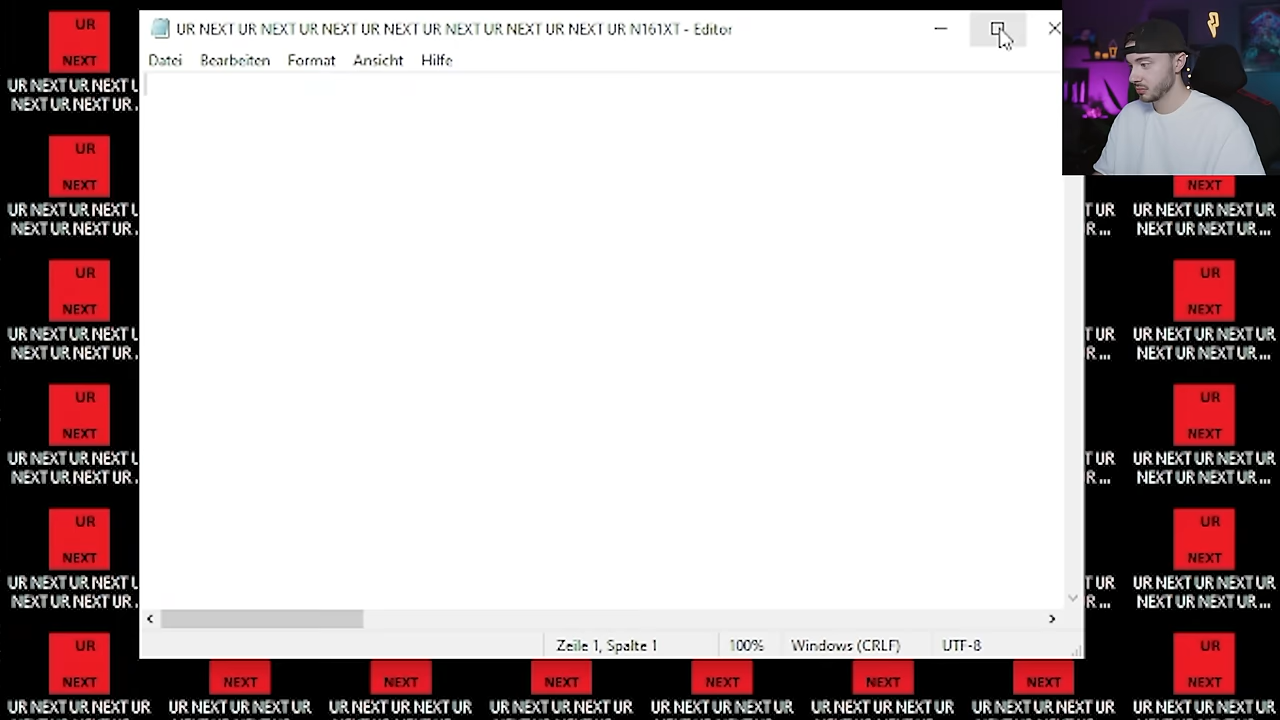 UR NEXT UR NEXT UR NEXT UR NEXT UR NEXT UR NEXT UR NEXT UR N161XT - Editor
Datei Bearbeiten Format Ansicht Hilfe
UR
NEXT
UR NEXT UR NEXT U
NEXT UR NEXT UR .
UR
NEXT
UR NEXT UR NEXT U
NEXT UR NEXT UR .
UR
NEXT
UR NEXT UR NEXT U
NEXT UR NEXT UR .
UR
NEXT
UR NEXT UR NEXT U
NEXT UR NEXT UR .
UR
NEXT
UR NEXT UR NEXT U
NEXT UR NEXT UR .
UR
NEXT
UR NEXT UR NEXT UR
NEXT
T UR UR NEXT UR NEXT UR
R ... NEXT UR NEXT UR ...
UR
NEXT
T UR UR NEXT UR NEXT UR
R ... NEXT UR NEXT UR ...
UR
NEXT
T UR UR NEXT UR NEXT UR
R ... NEXT UR NEXT UR ...
UR
NEXT
T UR UR NEXT UR NEXT UR
R ... NEXT UR NEXT UR ...
UR
NEXT
Zeile 1, Spalte 1 100% Windows (CRLF) UTF-8
NEXT NEXT NEXT NEXT NEXT NEXT
UR NEXT UR NEXT UR UR NEXT UR NEXT UR UR NEXT UR NEXT UR UR NEXT UR NEXT UR UR NEXT UR NEXT UR UR NEXT UR NEXT UR UR NEXT UR NEXT UR